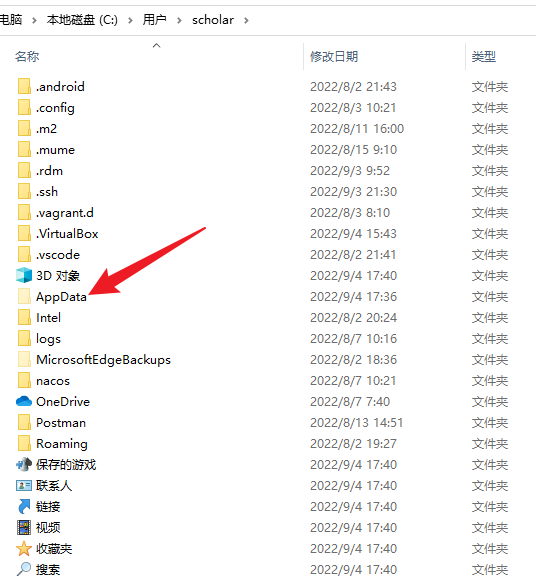 电脑 › 本地磁盘 (C:) › 用户 › scholar ›
名称 修改日期 类型
.android 2022/8/2 21:43 文件夹
.config 2022/8/3 10:21 文件夹
.m2 2022/8/11 16:00 文件夹
.mume 2022/8/15 9:10 文件夹
.rdm 2022/9/3 9:52 文件夹
.ssh 2022/9/3 21:30 文件夹
.vagrant.d 2022/8/3 8:10 文件夹
.VirtualBox 2022/9/4 15:43 文件夹
.vscode 2022/8/2 21:41 文件夹
3D 对象 2022/9/4 17:40 文件夹
AppData 2022/9/4 17:36 文件夹
Intel 2022/8/2 20:24 文件夹
logs 2022/8/7 10:16 文件夹
MicrosoftEdgeBackups 2022/8/2 18:36 文件夹
nacos 2022/8/7 10:21 文件夹
OneDrive 2022/8/7 7:40 文件夹
Postman 2022/8/13 14:51 文件夹
Roaming 2022/8/2 19:27 文件夹
保存的游戏 2022/9/4 17:40 文件夹
联系人 2022/9/4 17:40 文件夹
链接 2022/9/4 17:40 文件夹
视频 2022/9/4 17:40 文件夹
收藏夹 2022/9/4 17:40 文件夹
搜索 2022/9/4 17:40 文件夹